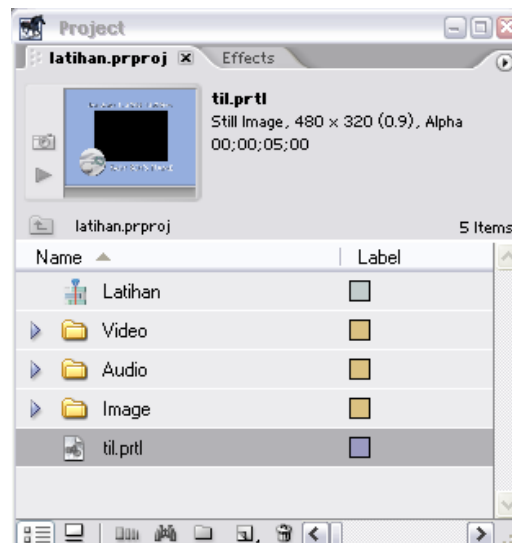 Project
latihan.prproj Effects
til.prtl
Still Image, 480 x 320 (0.9), Alpha
00;00;05;00
latihan.prproj 5 Items
Name Label
Latihan
Video
Audio
Image
til.prtl